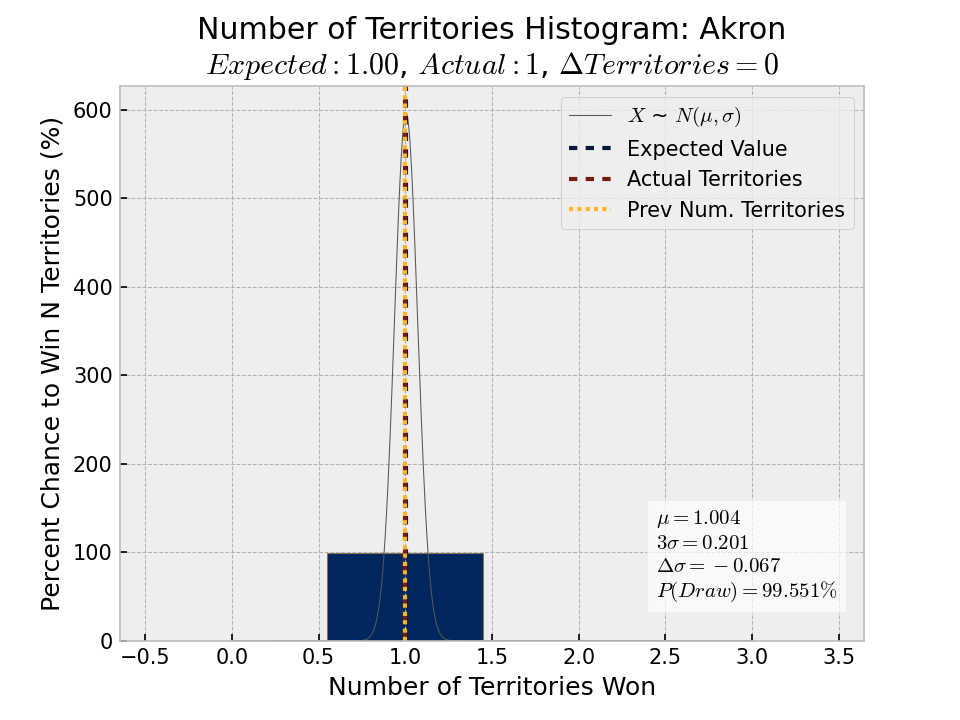 Number of Territories Histogram: Akron
Expected : 1.00, Actual : 1, ΔTerritories = 0
Percent Chance to Win N Territories (%)
600
500
400
300
200
100
0
X ~ N(μ, σ)
Expected Value
Actual Territories
Prev Num. Territories
μ = 1.004
3σ = 0.201
Δσ = −0.067
P(Draw) = 99.551%
−0.5 0.0 0.5 1.0 1.5 2.0 2.5 3.0 3.5
Number of Territories Won